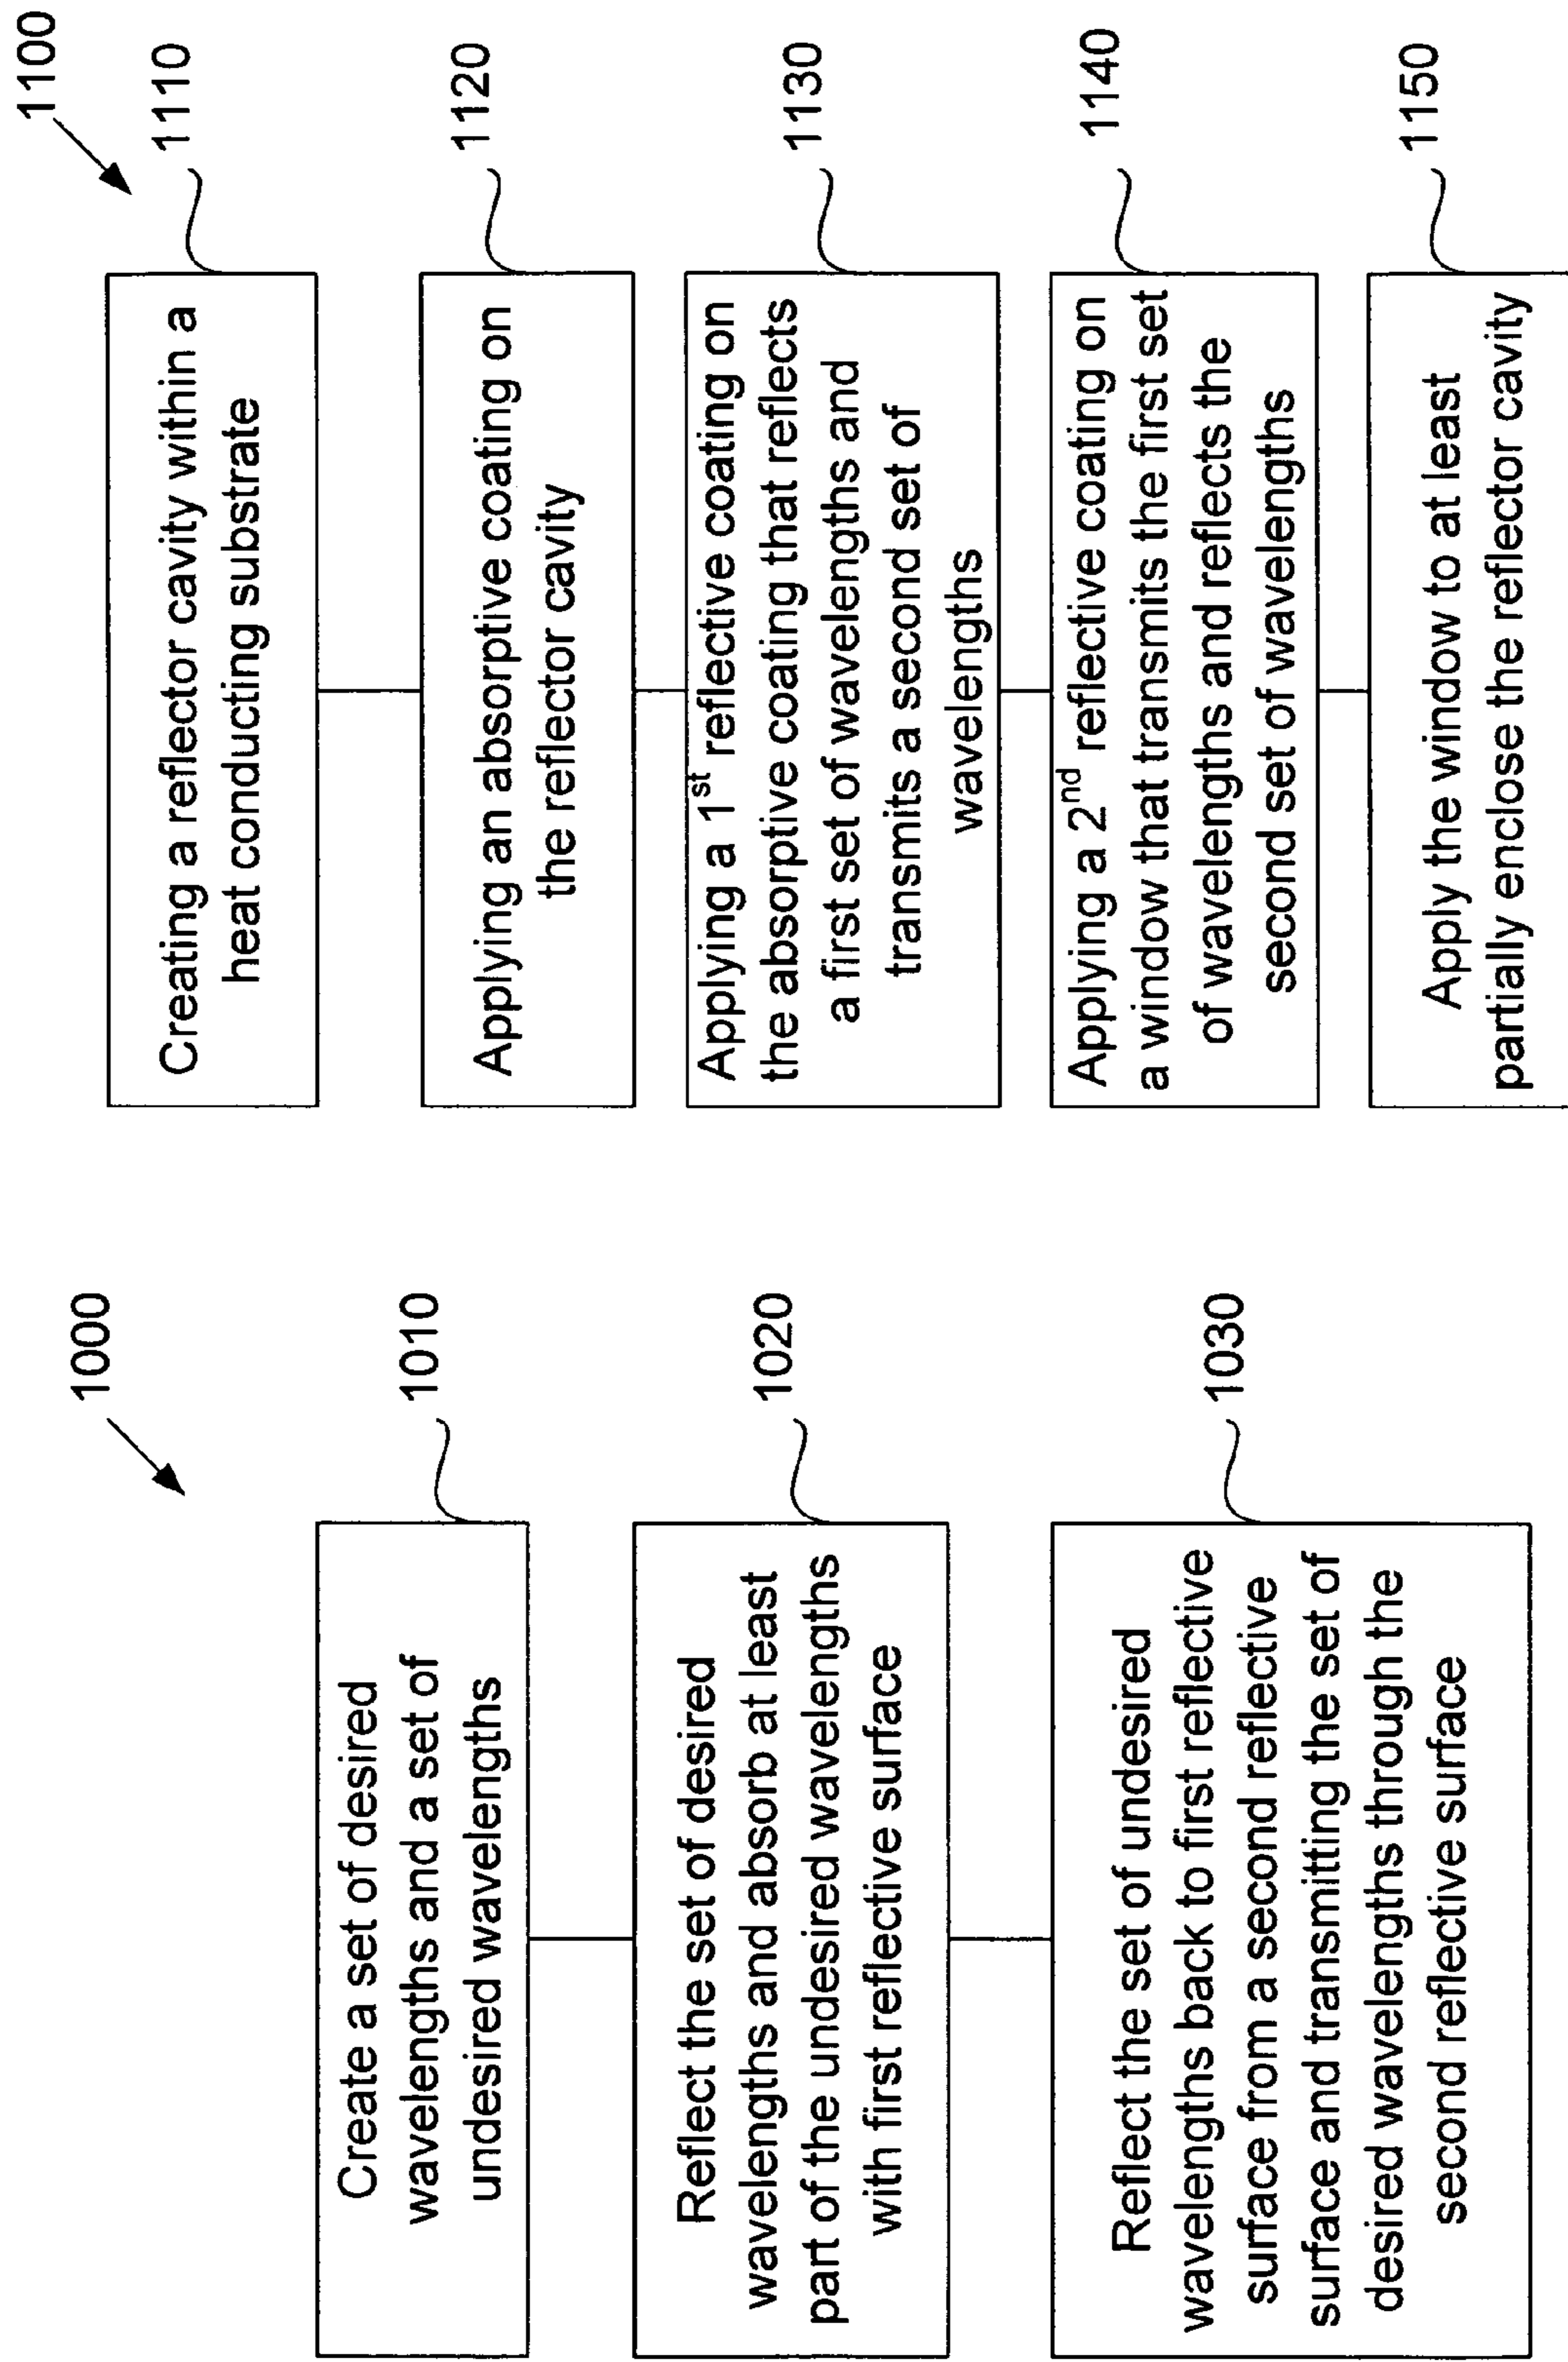 1000
1010
Create a set of desired
wavelengths and a set of
undesired wavelengths
1020
Reflect the set of desired
wavelengths and absorb at least
part of the undesired wavelengths
with first reflective surface
1030
Reflect the set of undesired
wavelengths back to first reflective
surface from a second reflective
surface and transmitting the set of
desired wavelengths through the
second reflective surface
1100
1110
Creating a reflector cavity within a
heat conducting substrate
1120
Applying an absorptive coating on
the reflector cavity
1130
Applying a 1st reflective coating on
the absorptive coating that reflects
a first set of wavelengths and
transmits a second set of
wavelengths
1140
Applying a 2nd reflective coating on
a window that transmits the first set
of wavelengths and reflects the
second set of wavelengths
1150
Apply the window to at least
partially enclose the reflector cavity